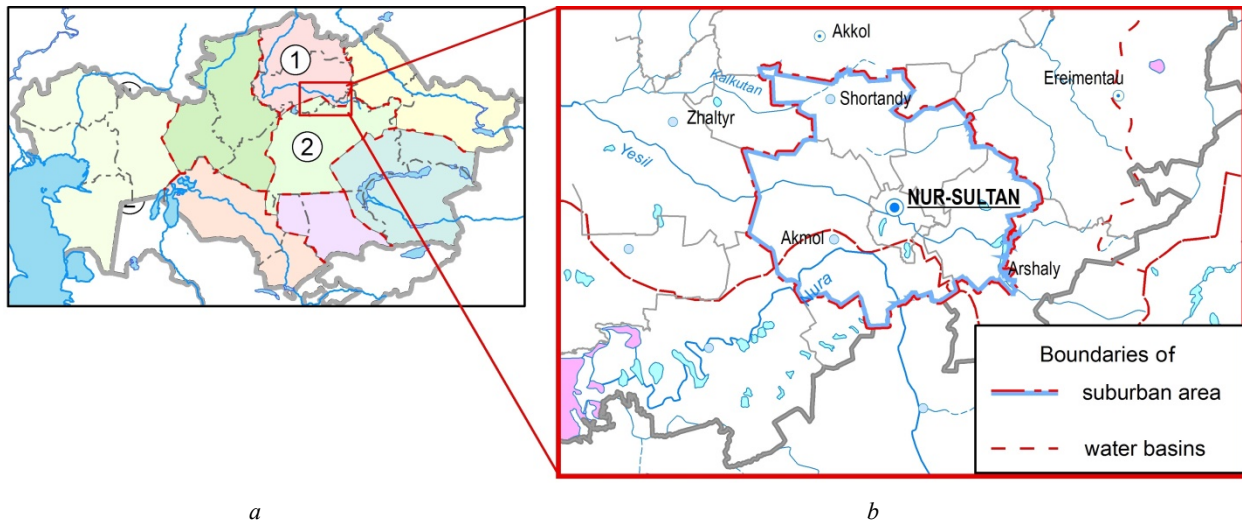 1
2
Akkol
Ereimentau
Kalkutan
Shortandy
Zhaltyr
Yesil
NUR-SULTAN
Akmol
Arshaly
Nura
Boundaries of
suburban area
water basins
a
b